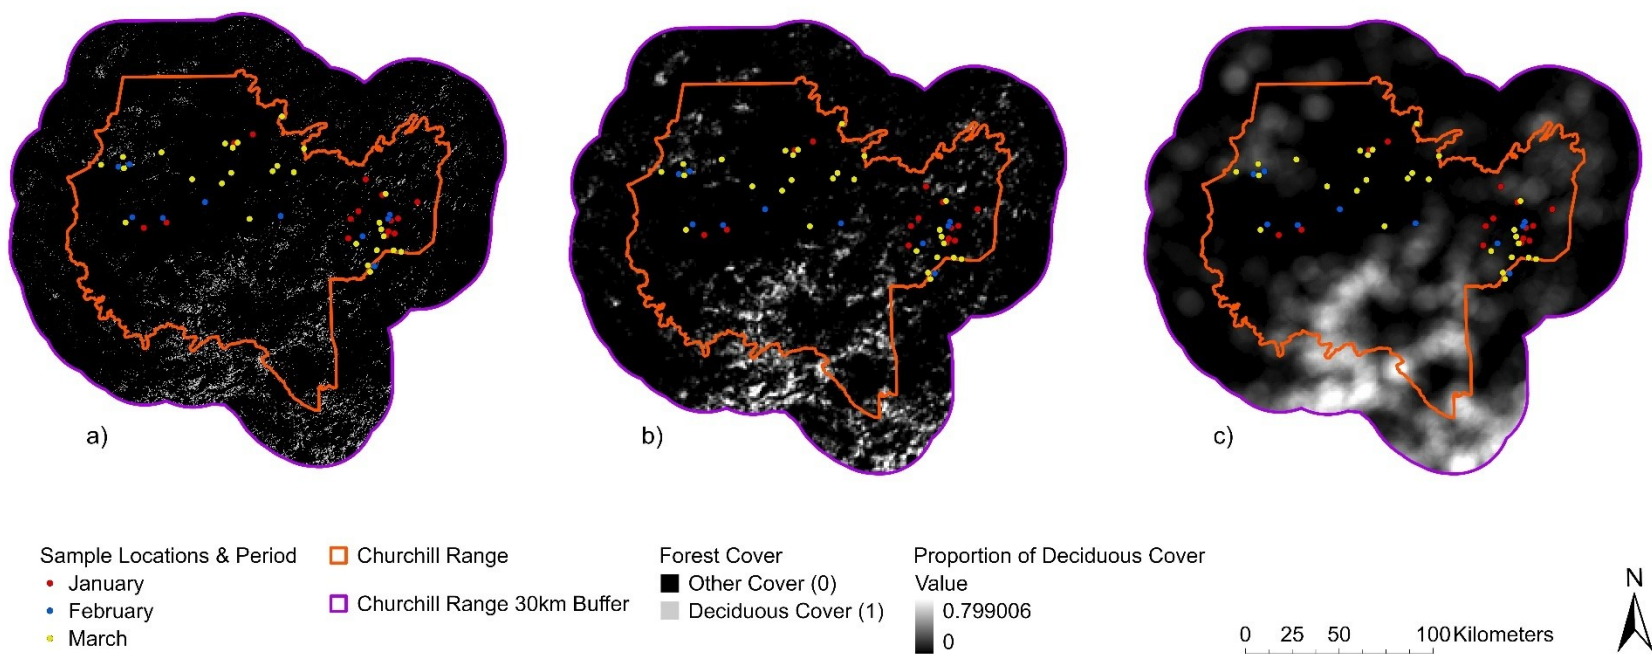 a)
b)
c)
Sample Locations & Period
January
February
March
Churchill Range
Churchill Range 30km Buffer
Forest Cover
Other Cover (0)
Deciduous Cover (1)
Proportion of Deciduous Cover
Value
0.799006
0
0 25 50 100 Kilometers
N